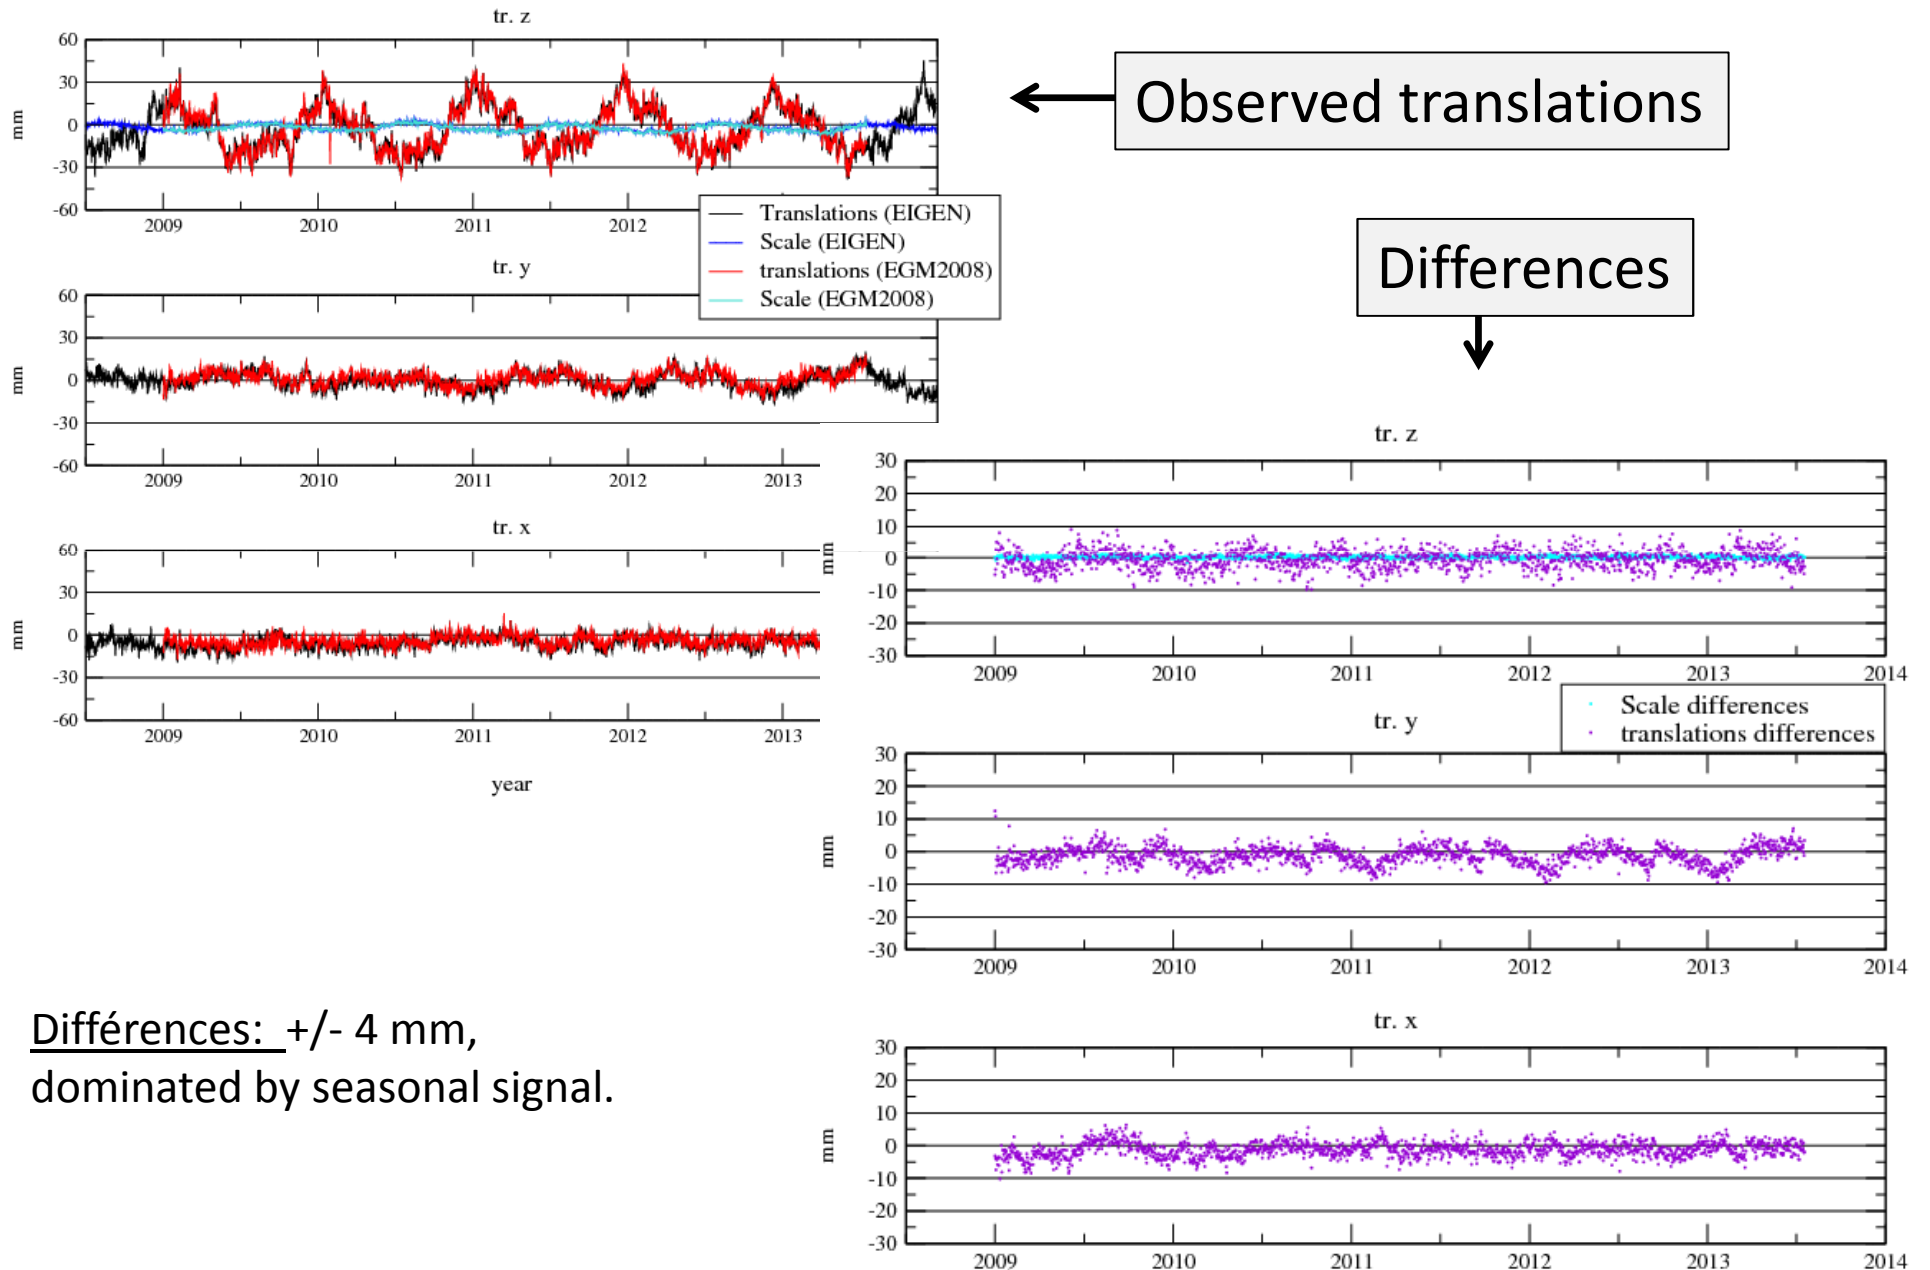 tr. z
60
30
0
-30
-60
mm
2009 2010 2011 2012
Observed translations
Translations (EIGEN)
Scale (EIGEN)
translations (EGM2008)
Scale (EGM2008)
Differences
tr. y
60
30
0
-30
-60
mm
2009 2010 2011 2012 2013
tr. x
60
30
0
-30
-60
mm
2009 2010 2011 2012 2013
year
tr. z
30
20
10
0
-10
-20
-30
mm
2009 2010 2011 2012 2013 2014
Scale differences
translations differences
tr. y
30
20
10
0
-10
-20
-30
mm
2009 2010 2011 2012 2013 2014
tr. x
30
20
10
0
-10
-20
-30
mm
2009 2010 2011 2012 2013 2014
Différences: +/- 4 mm,
dominated by seasonal signal.